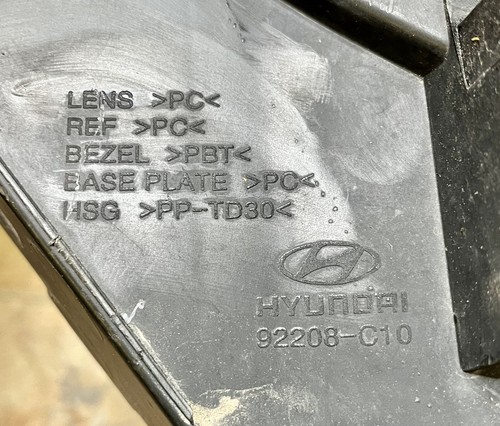 LENS >PC<
REF >PC<
BEZEL >PBT<
BASE PLATE >PC<
HSG >PP-TD30<
HYUNDAI
92208-C10